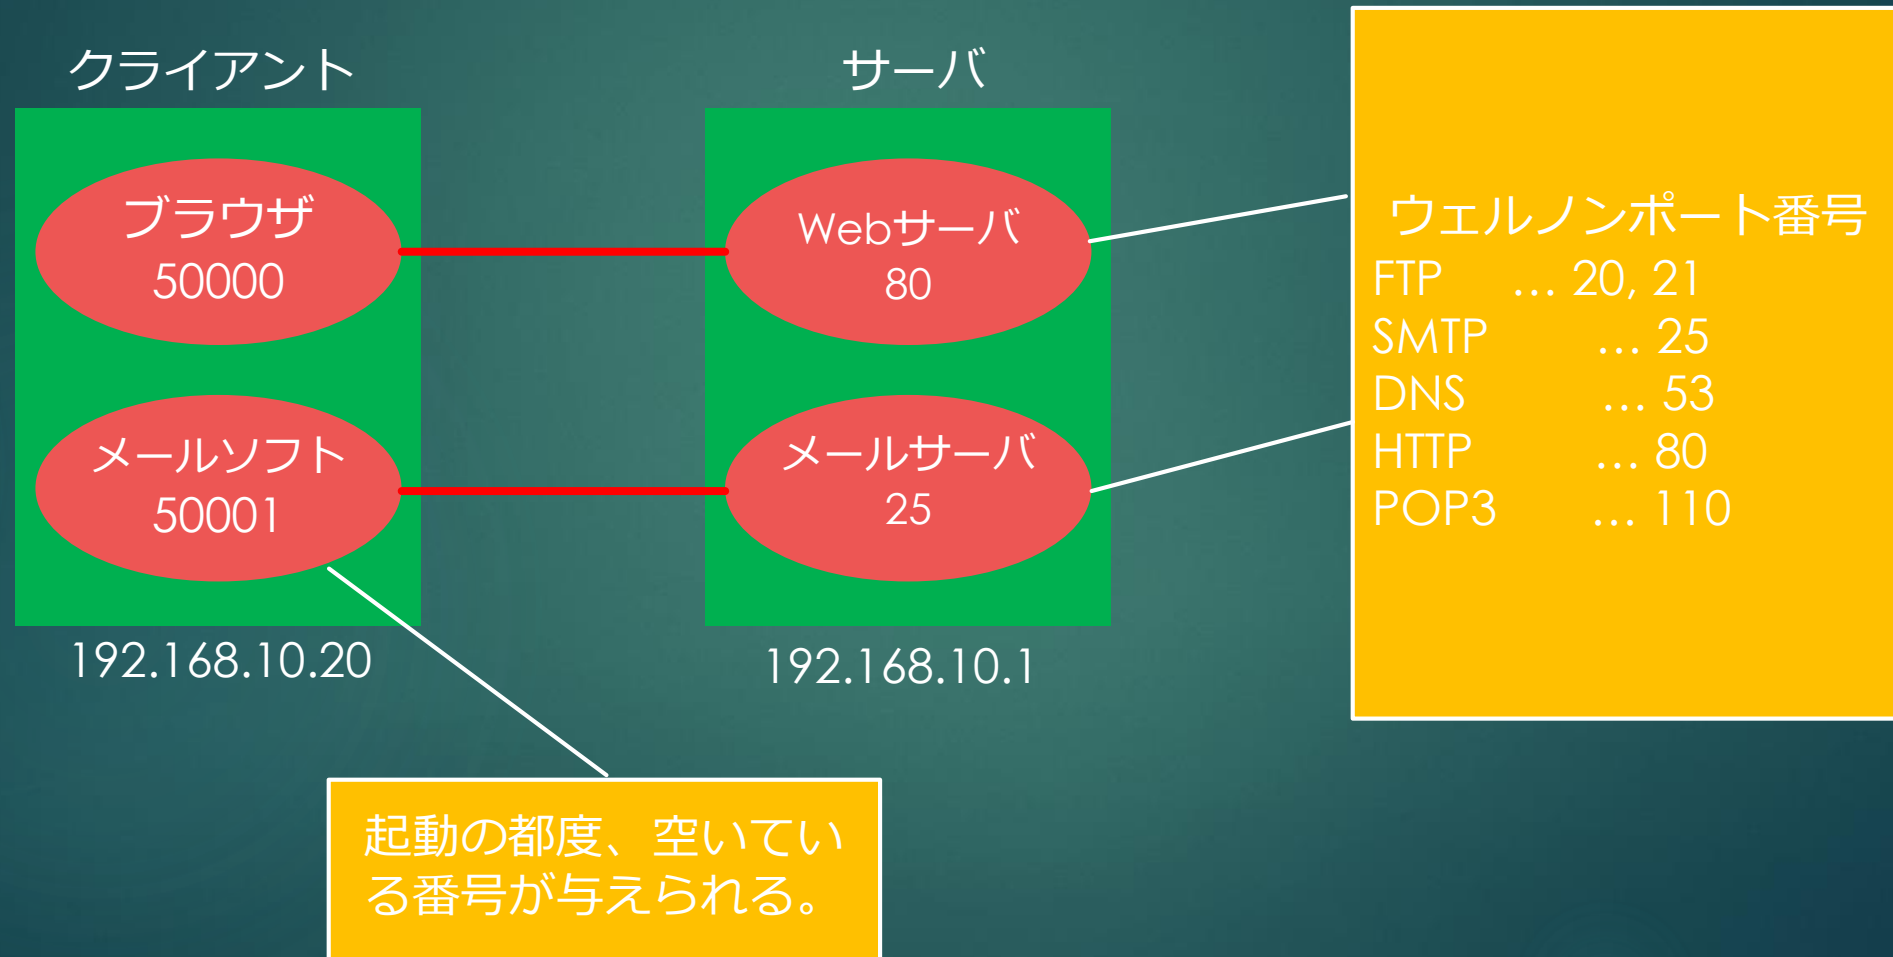 クライアント
ブラウザ
50000
メールソフト
50001
192.168.10.20
サーバ
Webサーバ
80
メールサーバ
25
192.168.10.1
ウェルノンポート番号
FTP … 20, 21
SMTP … 25
DNS … 53
HTTP … 80
POP3 … 110
起動の都度、空いてい
る番号が与えられる。